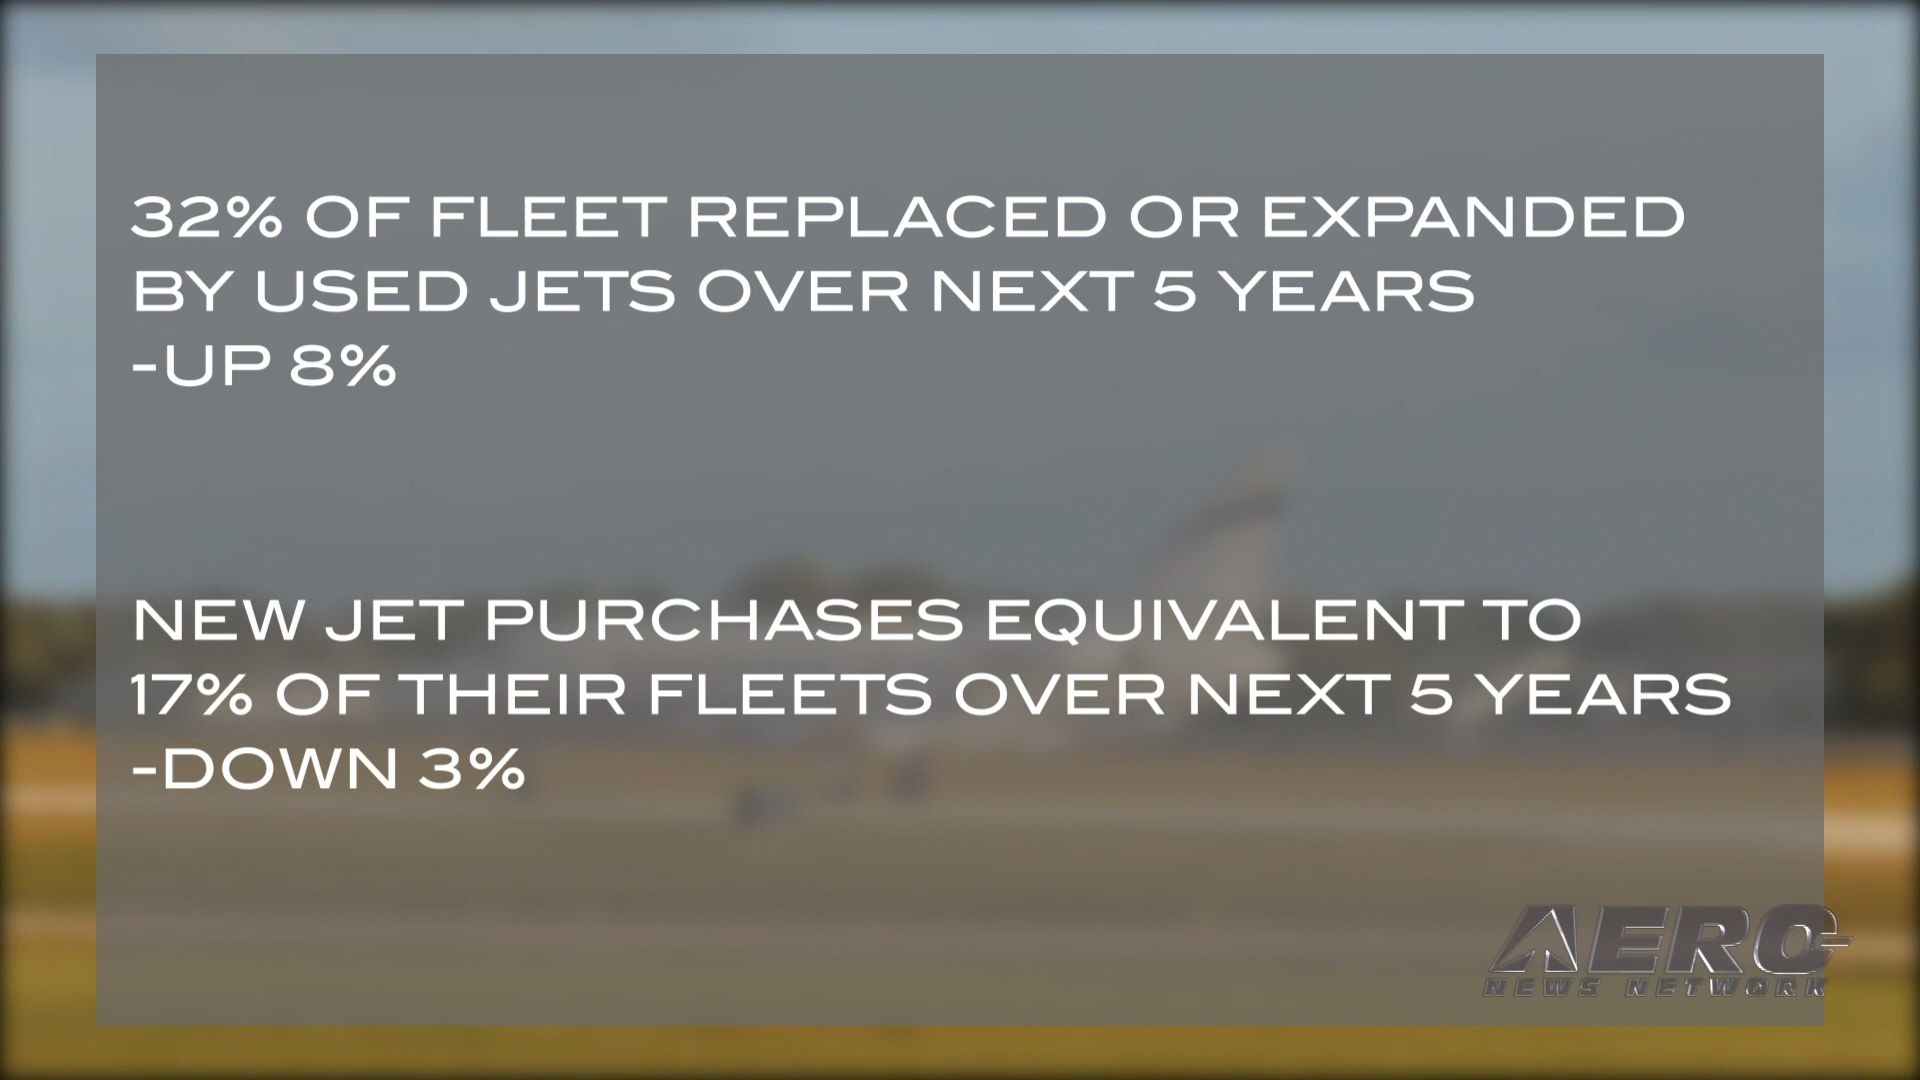 32% OF FLEET REPLACED OR EXPANDED
BY USED JETS OVER NEXT 5 YEARS
-UP 8%
NEW JET PURCHASES EQUIVALENT TO
17% OF THEIR FLEETS OVER NEXT 5 YEARS
-DOWN 3%
AERO
NEWS NETWORK